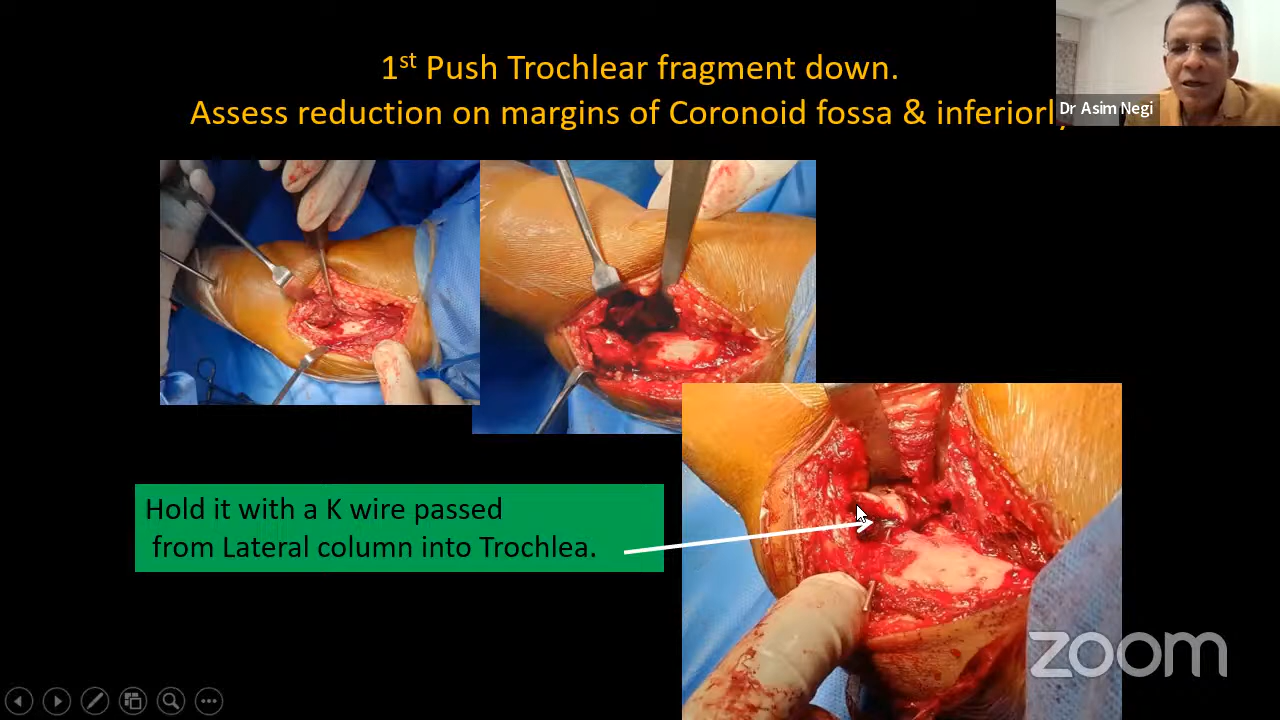 1st Push Trochlear fragment down.
Assess reduction on margins of Coronoid fossa & inferiorly
Dr Asim Negi
Hold it with a K wire passed
from Lateral column into Trochlea.
zoom